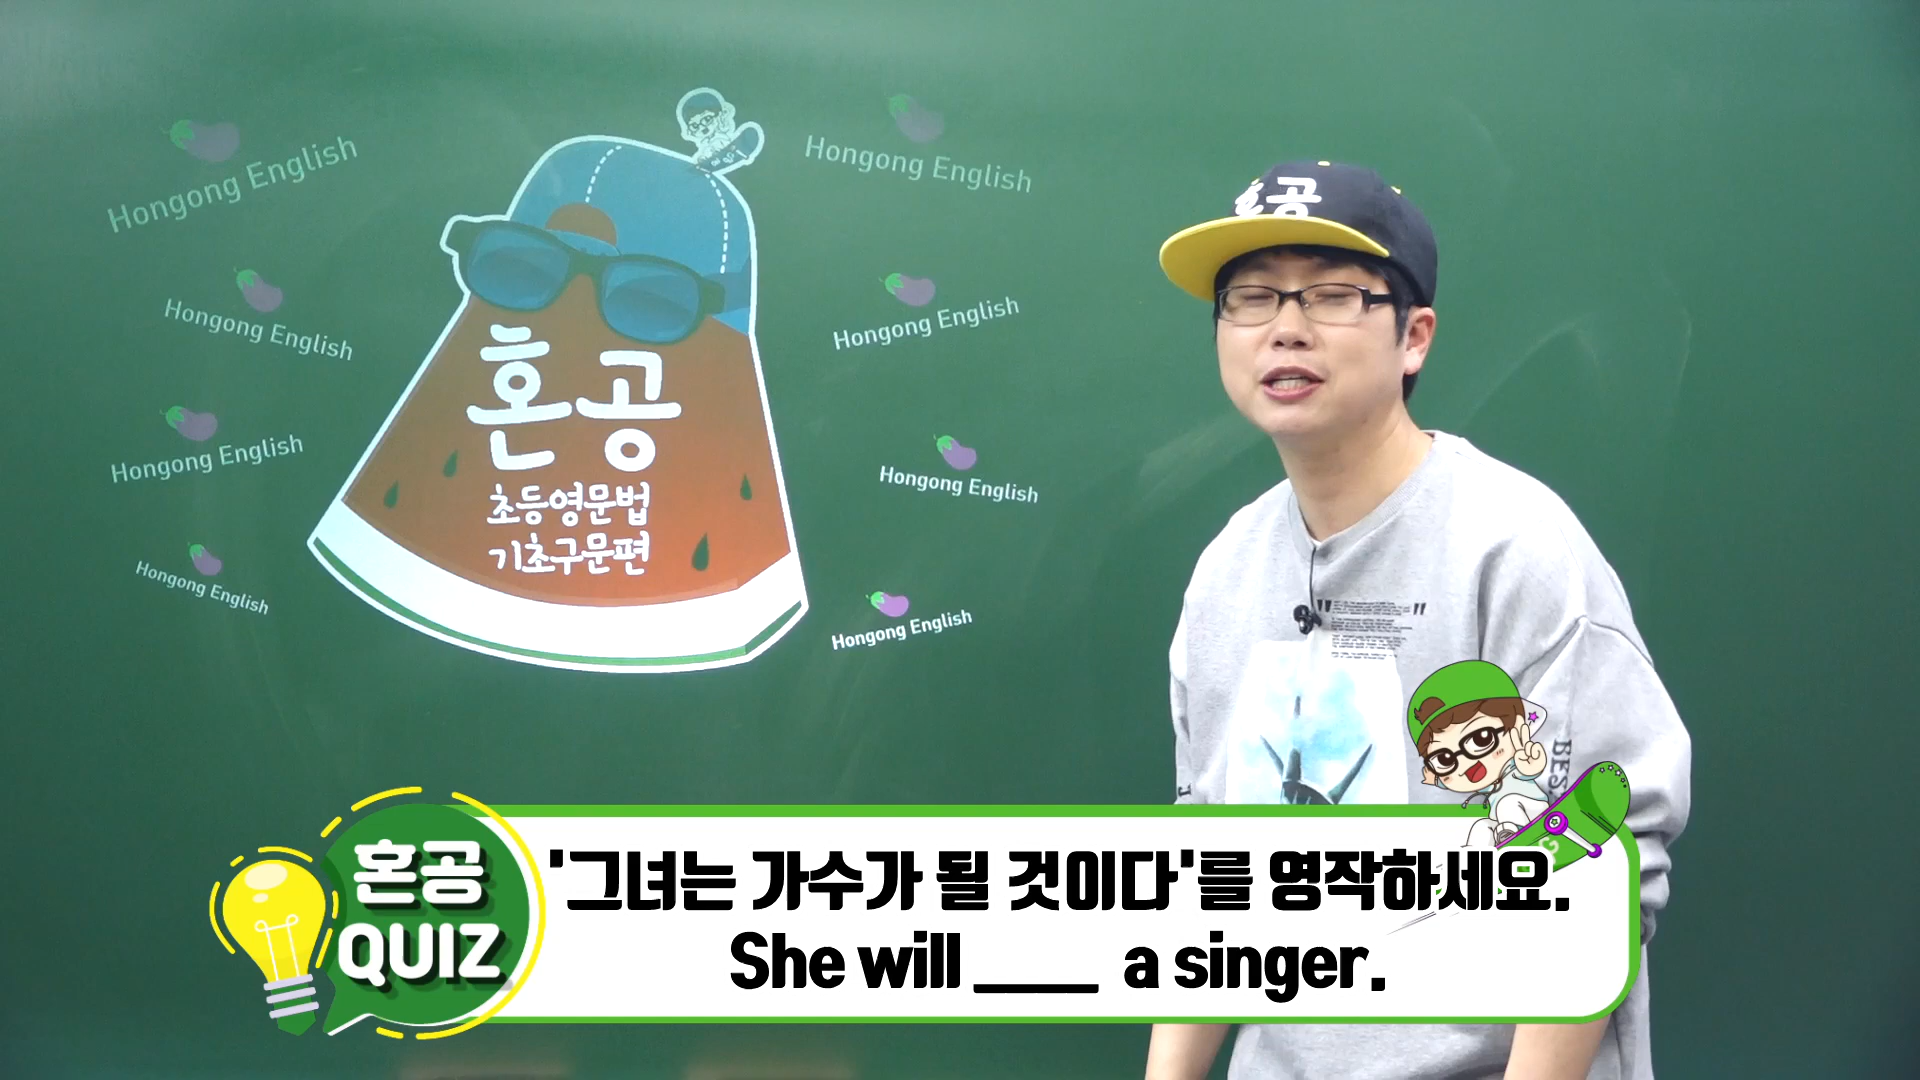 Hongong English
Hongong English
Hongong English
Hongong English
Hongong English
Hongong English
Hongong English
Hongong English
혼공
초등영문법
기초구문편
혼공
BES
혼공
QUIZ
'그녀는 가수가 될 것이다'를 영작하세요.
She will ____ a singer.